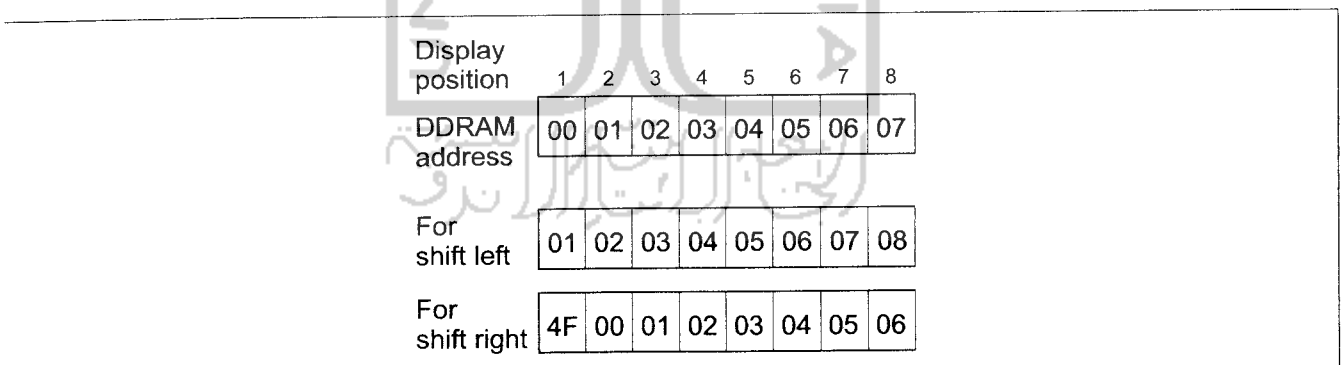 Display
position 1 2 3 4 5 6 7 8
DDRAM
address 00 01 02 03 04 05 06 07
For
shift left 01 02 03 04 05 06 07 08
For
shift right 4F 00 01 02 03 04 05 06